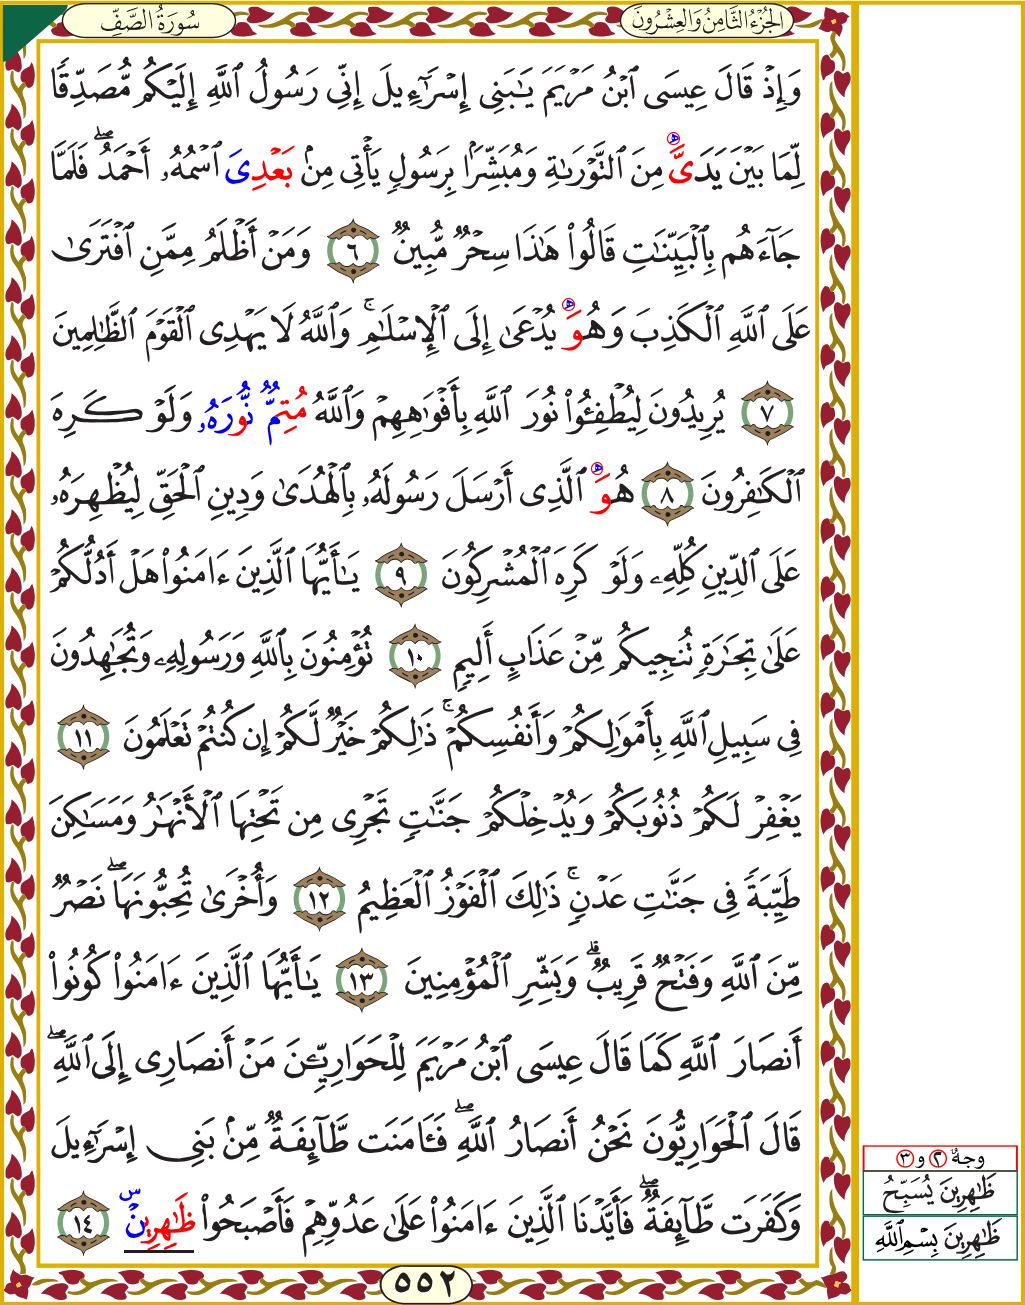 الجُزْءُ الثَّامِنُ وَالعِشْرُونَ
سُورَةُ الصَّفِّ
وَإِذْ قَالَ عِيسَى ٱبْنُ مَرْيَمَ يَٰبَنِىٓ إِسْرَٰٓءِيلَ إِنِّى رَسُولُ ٱللَّهِ إِلَيْكُم مُّصَدِّقًا
لِّمَا بَيْنَ يَدَىَّ مِنَ ٱلتَّوْرَىٰةِ وَمُبَشِّرًۢا بِرَسُولٍ يَأْتِى مِنۢ بَعْدِىَ ٱسْمُهُۥٓ أَحْمَدُ ۖ فَلَمَّا
جَآءَهُم بِٱلْبَيِّنَٰتِ قَالُوا۟ هَٰذَا سِحْرٌ مُّبِينٌ ٦ وَمَنْ أَظْلَمُ مِمَّنِ ٱفْتَرَىٰ
عَلَى ٱللَّهِ ٱلْكَذِبَ وَهُوَ يُدْعَىٰٓ إِلَى ٱلْإِسْلَٰمِ ۚ وَٱللَّهُ لَا يَهْدِى ٱلْقَوْمَ ٱلظَّٰلِمِينَ
٧ يُرِيدُونَ لِيُطْفِـُٔوا۟ نُورَ ٱللَّهِ بِأَفْوَٰهِهِمْ وَٱللَّهُ مُتِمٌّ نُّورَهُۥ وَلَوْ كَرِهَ
ٱلْكَٰفِرُونَ ٨ هُوَ ٱلَّذِىٓ أَرْسَلَ رَسُولَهُۥ بِٱلْهُدَىٰ وَدِينِ ٱلْحَقِّ لِيُظْهِرَهُۥ
عَلَى ٱلدِّينِ كُلِّهِۦ وَلَوْ كَرِهَ ٱلْمُشْرِكُونَ ٩ يَٰٓأَيُّهَا ٱلَّذِينَ ءَامَنُوا۟ هَلْ أَدُلُّكُمْ
عَلَىٰ تِجَٰرَةٍ تُنجِيكُم مِّنْ عَذَابٍ أَلِيمٍ ١٠ تُؤْمِنُونَ بِٱللَّهِ وَرَسُولِهِۦ وَتُجَٰهِدُونَ
فِى سَبِيلِ ٱللَّهِ بِأَمْوَٰلِكُمْ وَأَنفُسِكُمْ ۚ ذَٰلِكُمْ خَيْرٌ لَّكُمْ إِن كُنتُمْ تَعْلَمُونَ ١١
يَغْفِرْ لَكُمْ ذُنُوبَكُمْ وَيُدْخِلْكُمْ جَنَّٰتٍ تَجْرِى مِن تَحْتِهَا ٱلْأَنْهَٰرُ وَمَسَٰكِنَ
طَيِّبَةً فِى جَنَّٰتِ عَدْنٍ ۚ ذَٰلِكَ ٱلْفَوْزُ ٱلْعَظِيمُ ١٢ وَأُخْرَىٰ تُحِبُّونَهَا ۖ نَصْرٌ
مِّنَ ٱللَّهِ وَفَتْحٌ قَرِيبٌ ۗ وَبَشِّرِ ٱلْمُؤْمِنِينَ ١٣ يَٰٓأَيُّهَا ٱلَّذِينَ ءَامَنُوا۟ كُونُوٓا۟
أَنصَارَ ٱللَّهِ كَمَا قَالَ عِيسَى ٱبْنُ مَرْيَمَ لِلْحَوَارِيِّـۧنَ مَنْ أَنصَارِىٓ إِلَى ٱللَّهِ ۖ
قَالَ ٱلْحَوَارِيُّونَ نَحْنُ أَنصَارُ ٱللَّهِ ۖ فَـَٔامَنَت طَّآئِفَةٌ مِّنۢ بَنِىٓ إِسْرَٰٓءِيلَ
وَكَفَرَت طَّآئِفَةٌ ۖ فَأَيَّدْنَا ٱلَّذِينَ ءَامَنُوا۟ عَلَىٰ عَدُوِّهِمْ فَأَصْبَحُوا۟ ظَٰهِرِينَ ١٤
وجهٌ ٢ و ٣
ظَٰهِرِينَ يُسَبِّحُ
ظَٰهِرِينَ بِسْمِ ٱللَّهِ
٥٥٢